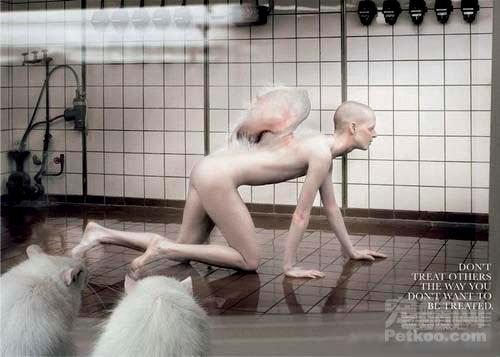 DON'T
TREAT OTHERS
THE WAY YOU
DON'T WANT TO
BE TREATED.
Petkoo.com